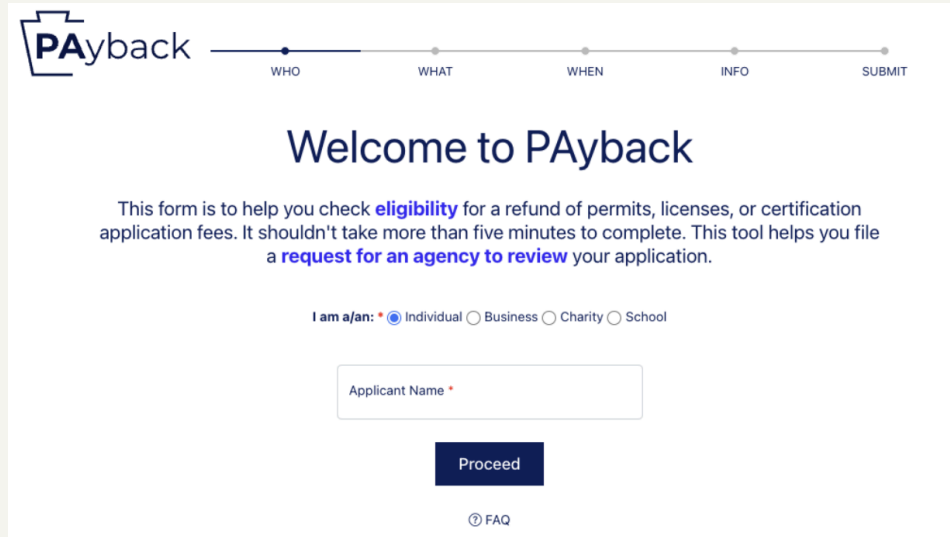 PAyback
WHO
WHAT
WHEN
INFO
SUBMIT
Welcome to PAyback
This form is to help you check eligibility for a refund of permits, licenses, or certification
application fees. It shouldn't take more than five minutes to complete. This tool helps you file
a request for an agency to review your application.
I am a/an: * Individual Business Charity School
Applicant Name *
Proceed
? FAQ